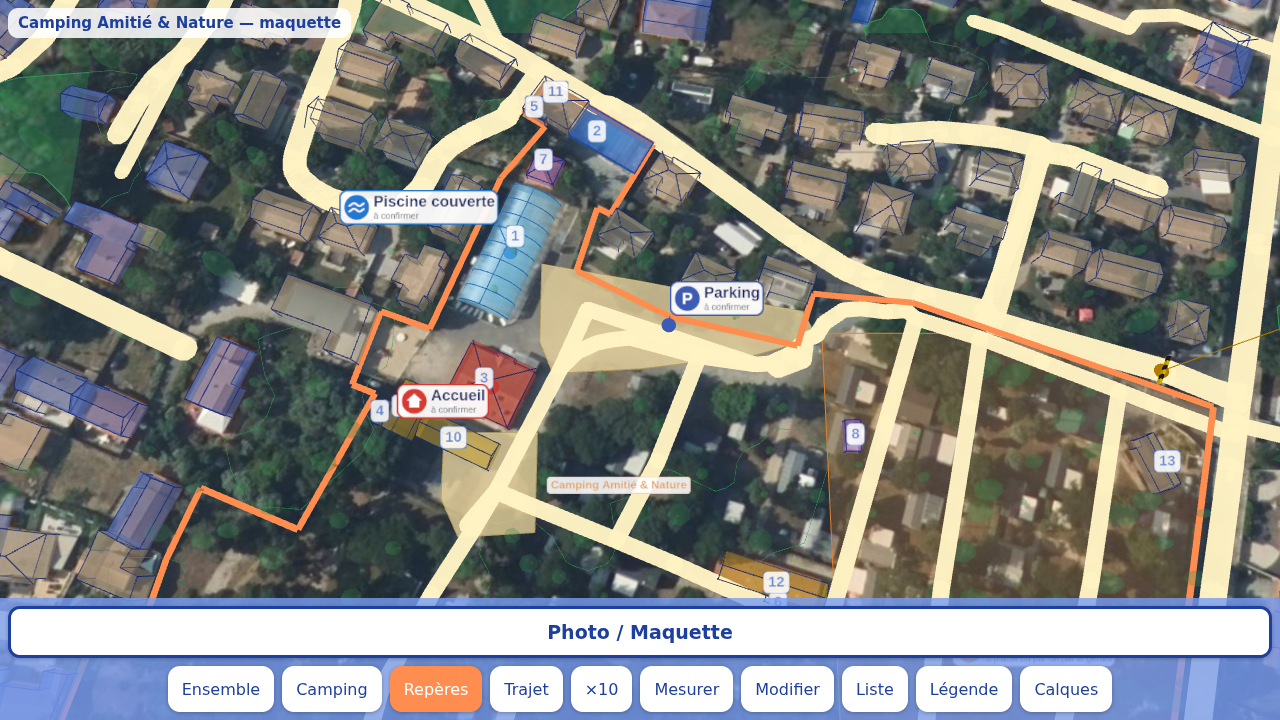 Camping Amitié & Nature — maquette
11
5
2
7
Piscine couverte
à confirmer
1
Parking
à confirmer
3
Accueil
à confirmer
4
10
8
13
Camping Amitié & Nature
12
Photo / Maquette
Ensemble
Camping
Repères
Trajet
×10
Mesurer
Modifier
Liste
Légende
Calques